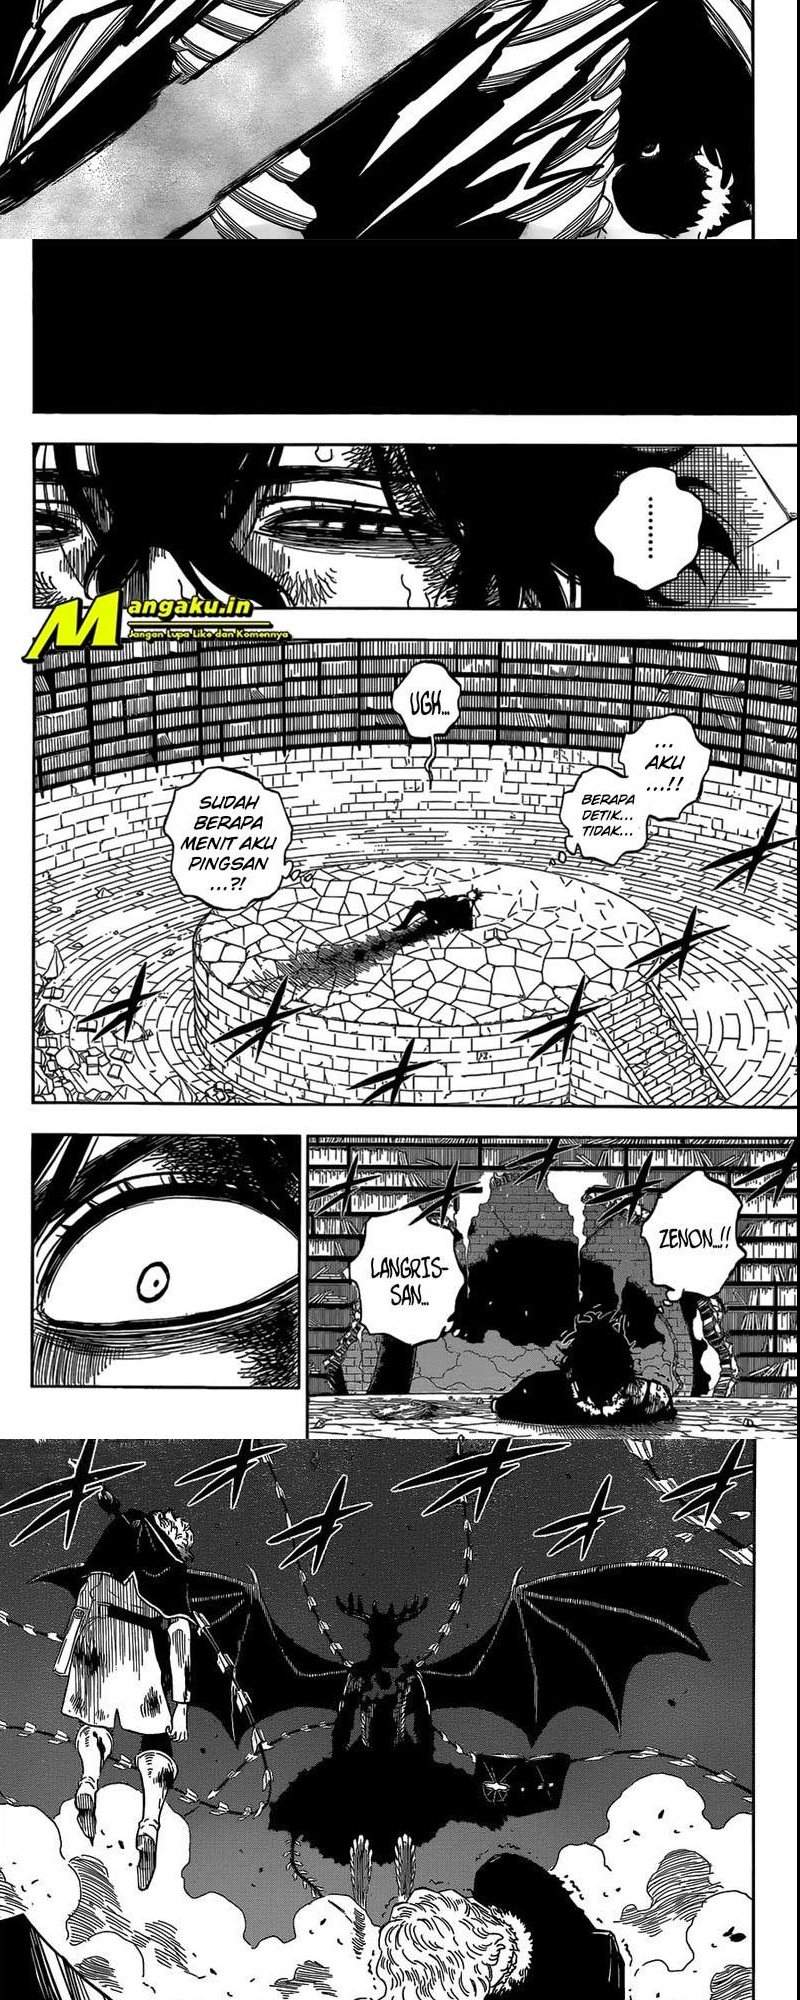 ........
Mangaku.in
Jangan Lupa Like dan Komennya
UGH...
...
AKU
...!!
BERAPA
DETIK...
TIDAK...
SUDAH
BERAPA
MENIT AKU
PINGSAN
...?!
ZENON...!!
LANGRIS-
SAN...